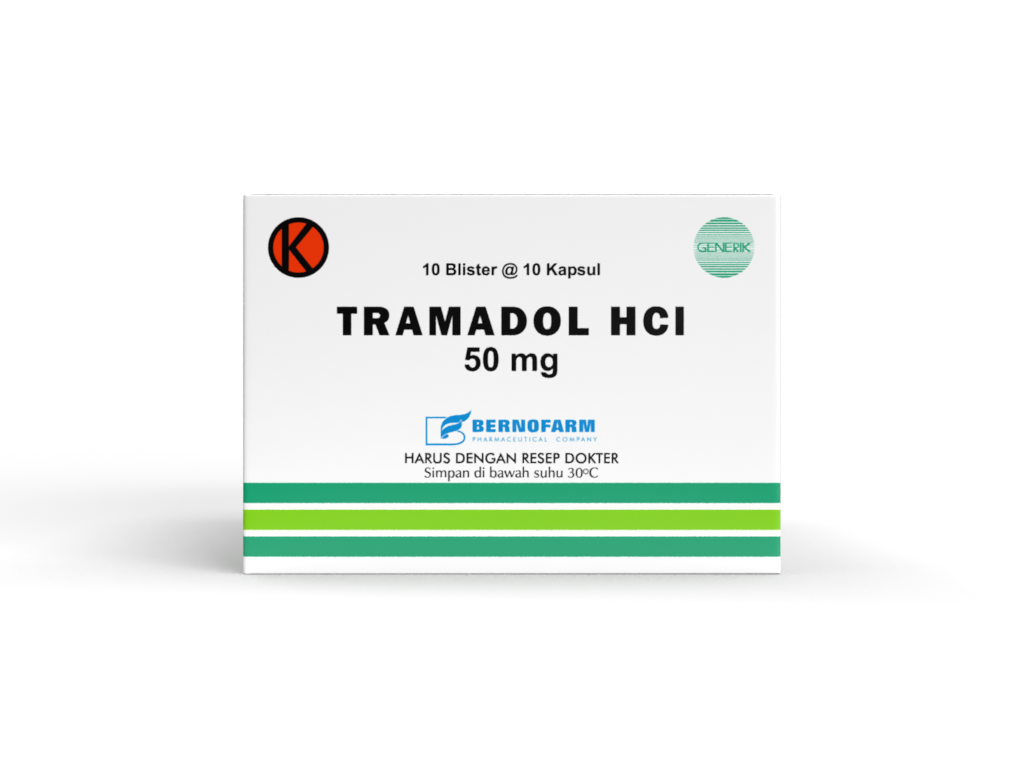 K
GENERIK
10 Blister @ 10 Kapsul
TRAMADOL HCl
50 mg
BERNOFARM
PHARMACEUTICAL COMPANY
HARUS DENGAN RESEP DOKTER
Simpan di bawah suhu 30°C